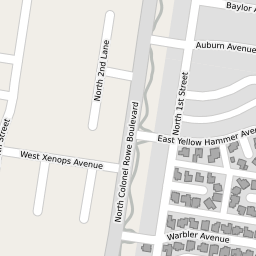 Baylor A
Auburn Avenue
North 2nd Lane
North 1st Street
North Colonel Rowe Boulevard
East Yellow Hammer Avenu
West Xenops Avenue
Street
Warbler Avenue